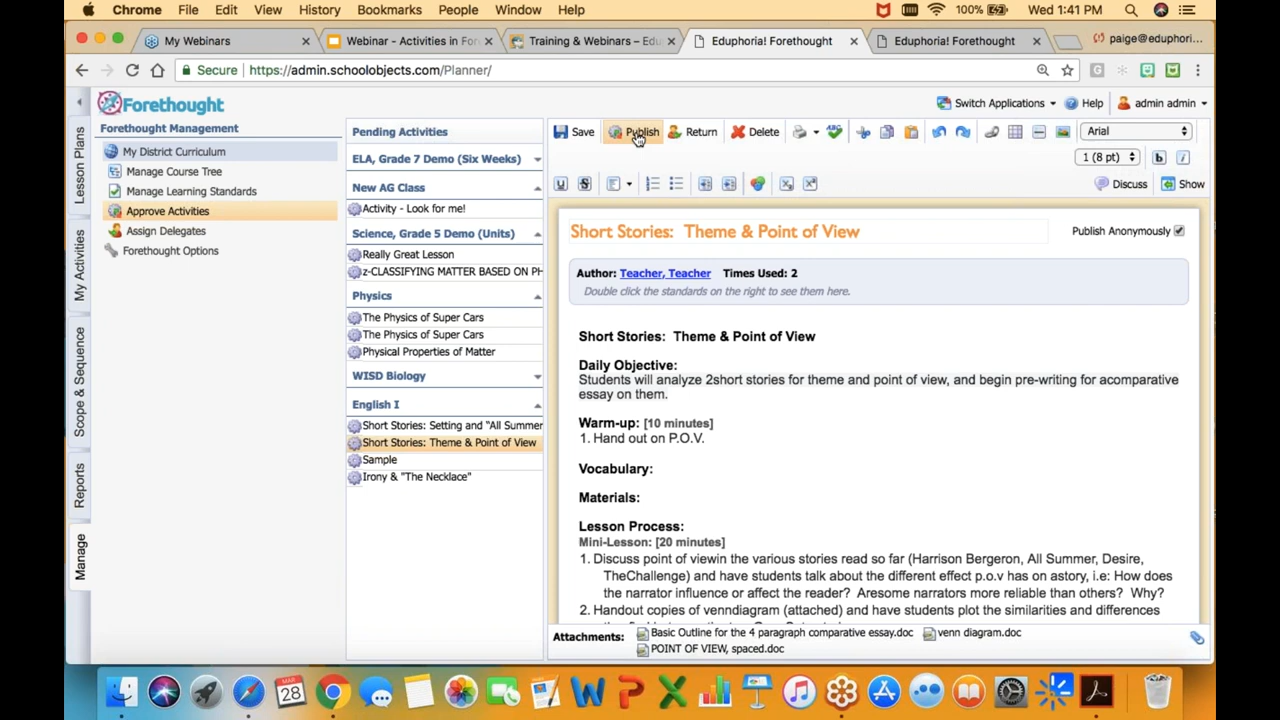 Chrome File Edit View History Bookmarks People Window Help 100% Wed 1:41 PM
My Webinars Webinar - Activities in For Training & Webinars – Edu Eduphoria! Forethought Eduphoria! Forethought paige@eduphori...
Secure https://admin.schoolobjects.com/Planner/
Forethought Switch Applications Help admin admin
Forethought Management
My District Curriculum
Manage Course Tree
Manage Learning Standards
Approve Activities
Assign Delegates
Forethought Options
Lesson Plans
My Activities
Scope & Sequence
Reports
Manage
Pending Activities
ELA, Grade 7 Demo (Six Weeks)
New AG Class
Activity - Look for me!
Science, Grade 5 Demo (Units)
Really Great Lesson
z-CLASSIFYING MATTER BASED ON PH
Physics
The Physics of Super Cars
The Physics of Super Cars
Physical Properties of Matter
WISD Biology
English I
Short Stories: Setting and "All Summer
Short Stories: Theme & Point of View
Sample
Irony & "The Necklace"
Save Publish Return Delete Arial
1 (8 pt) b i
U S Discuss Show
Short Stories: Theme & Point of View Publish Anonymously
Author: Teacher, Teacher Times Used: 2
Double click the standards on the right to see them here.
Short Stories: Theme & Point of View
Daily Objective:
Students will analyze 2short stories for theme and point of view, and begin pre-writing for acomparative
essay on them.
Warm-up: [10 minutes]
1. Hand out on P.O.V.
Vocabulary:
Materials:
Lesson Process:
Mini-Lesson: [20 minutes]
1. Discuss point of viewin the various stories read so far (Harrison Bergeron, All Summer, Desire,
TheChallenge) and have students talk about the different effect p.o.v has on astory, i.e: How does
the narrator influence or affect the reader? Aresome narrators more reliable than others? Why?
2. Handout copies of venndiagram (attached) and have students plot the similarities and differences
Attachments: Basic Outline for the 4 paragraph comparative essay.doc venn diagram.doc
POINT OF VIEW, spaced.doc
MAR
28